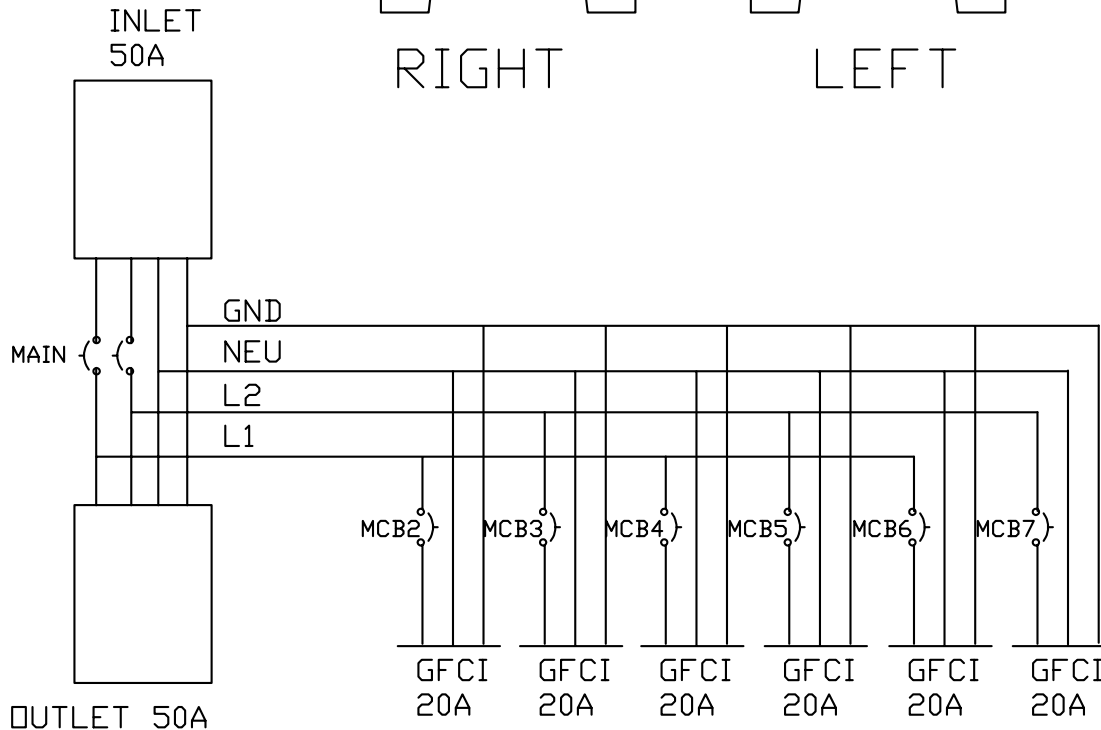 INLET
50A
RIGHT LEFT
GND
MAIN
NEU
L2
L1
MCB2 MCB3 MCB4 MCB5 MCB6 MCB7
GFCI GFCI GFCI GFCI GFCI GFCI
20A 20A 20A 20A 20A 20A
OUTLET 50A